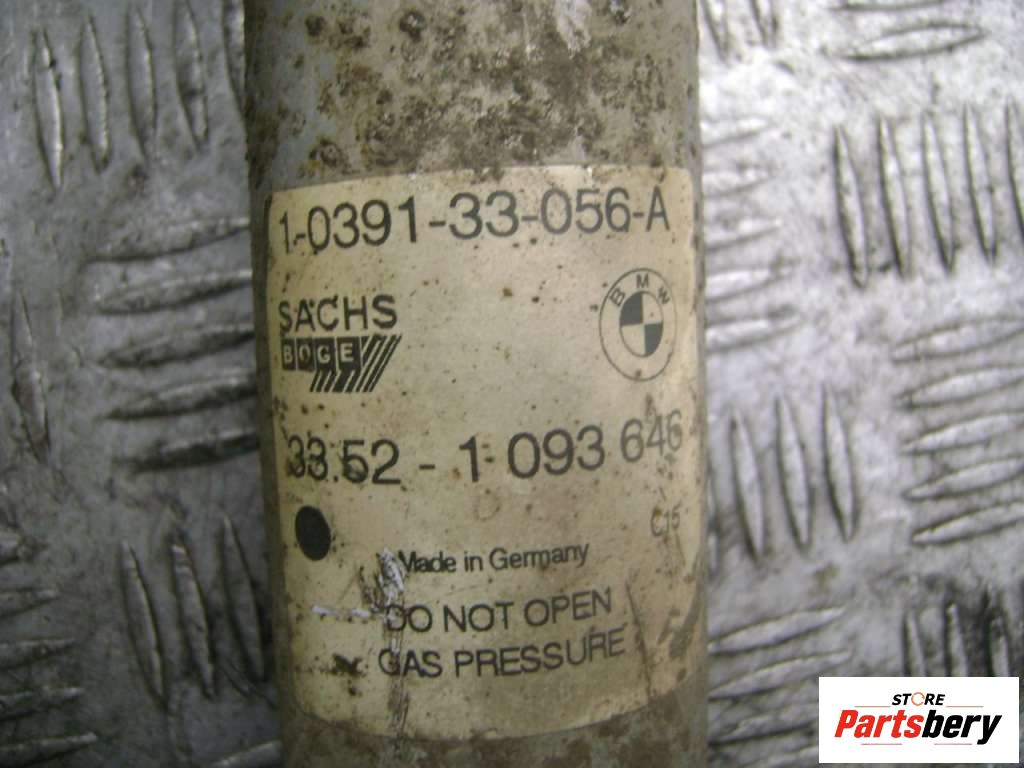 1-0391-33-056-A
SACHS
BOGE
BMW
33.52 - 1 093 646
C15
Made in Germany
DO NOT OPEN
GAS PRESSURE
STORE
Partsbery